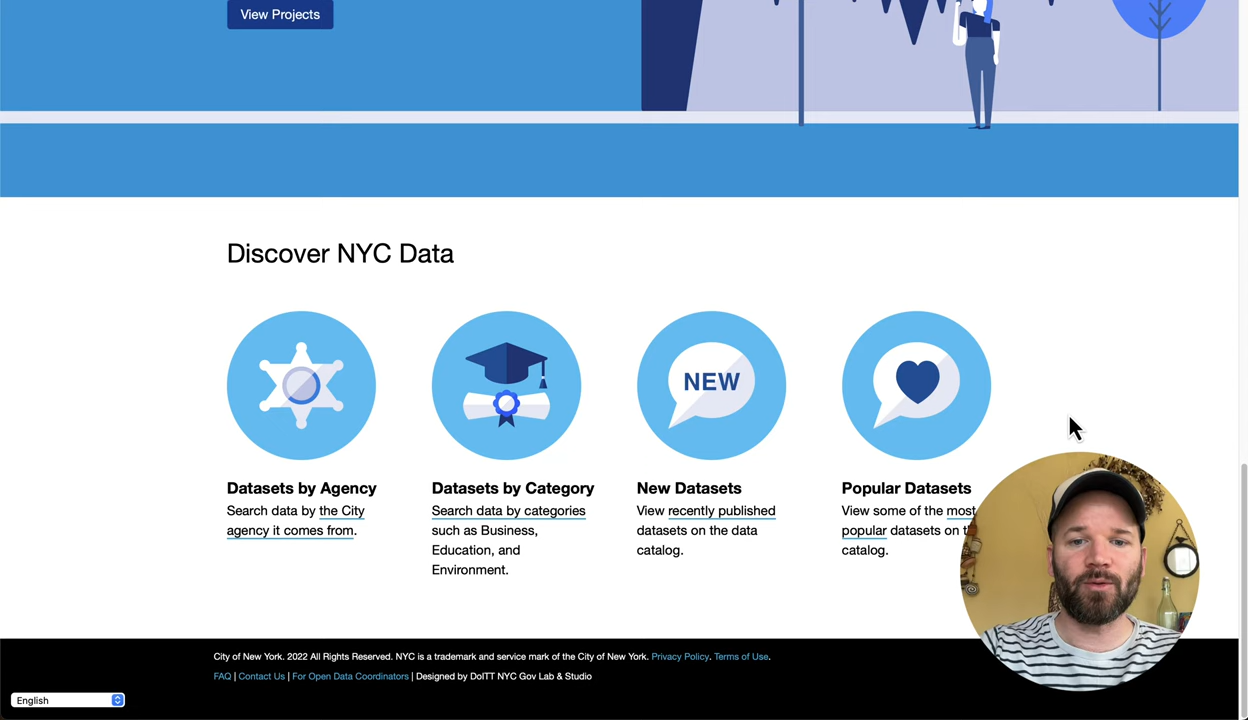 View Projects
Discover NYC Data
NEW
Datasets by Agency
Search data by the City
agency it comes from.
Datasets by Category
Search data by categories
such as Business,
Education, and
Environment.
New Datasets
View recently published
datasets on the data
catalog.
Popular Datasets
View some of the most
popular datasets on
catalog.
City of New York. 2022 All Rights Reserved. NYC is a trademark and service mark of the City of New York. Privacy Policy. Terms of Use.
FAQ | Contact Us | For Open Data Coordinators | Designed by DoITT NYC Gov Lab & Studio
English